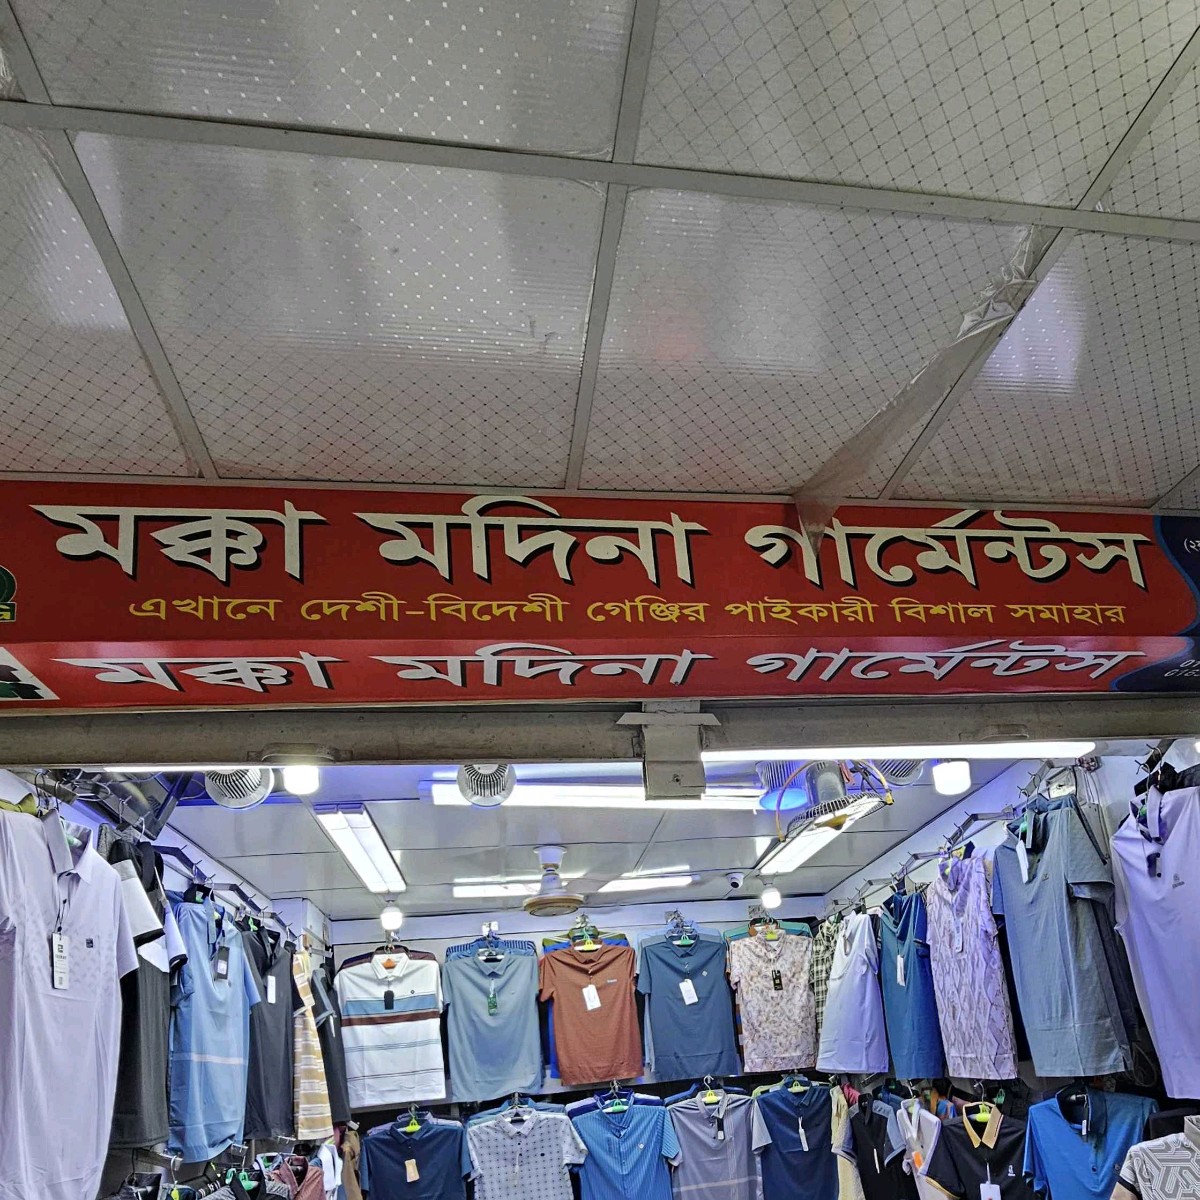 মক্কা মদিনা গার্মেন্টস
এখানে দেশী-বিদেশী গেঞ্জির পাইকারী বিশাল সমাহার
মক্কা মদিনা গার্মেন্টস